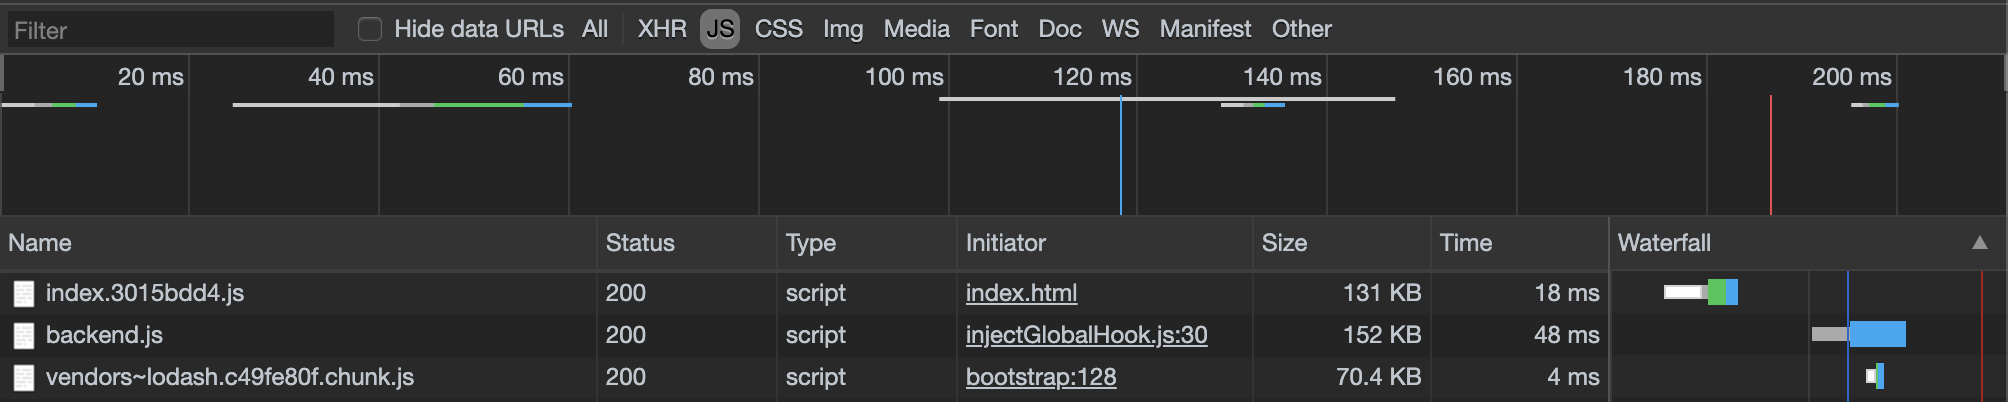 Filter Hide data URLs All XHR JS CSS Img Media Font Doc WS Manifest Other
20 ms 40 ms 60 ms 80 ms 100 ms 120 ms 140 ms 160 ms 180 ms 200 ms
Name Status Type Initiator Size Time Waterfall ▲
index.3015bdd4.js 200 script index.html 131 KB 18 ms
backend.js 200 script injectGlobalHook.js:30 152 KB 48 ms
vendors~lodash.c49fe80f.chunk.js 200 script bootstrap:128 70.4 KB 4 ms